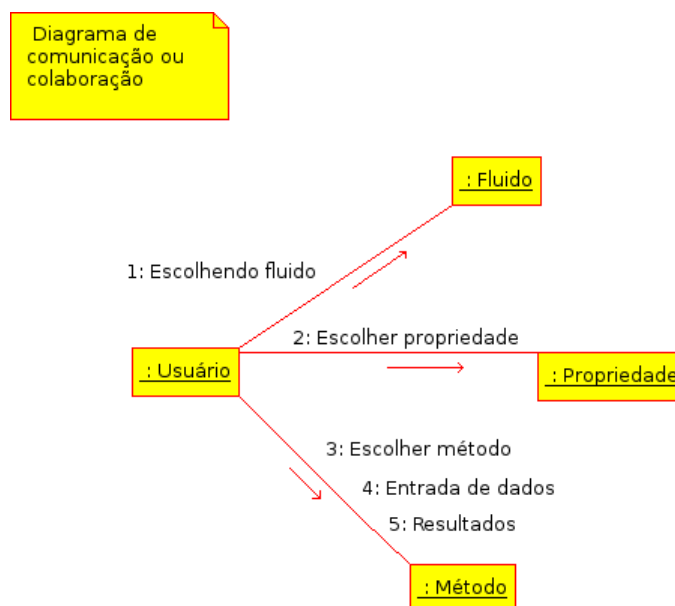 Diagrama de
comunicação ou
colaboração
: Fluido
1: Escolhendo fluido
2: Escolher propriedade
: Usuário
: Propriedade
3: Escolher método
4: Entrada de dados
5: Resultados
: Método